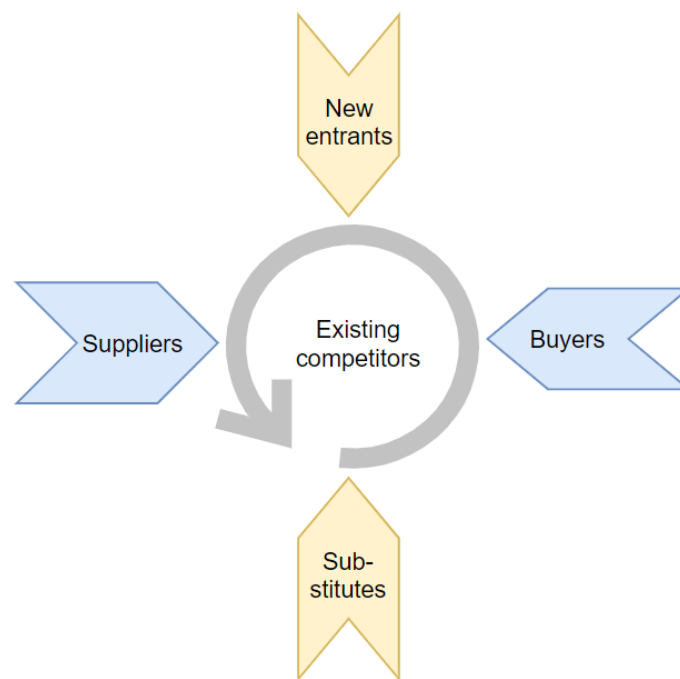 New
entrants
Suppliers
Existing
competitors
Buyers
Sub-
stitutes